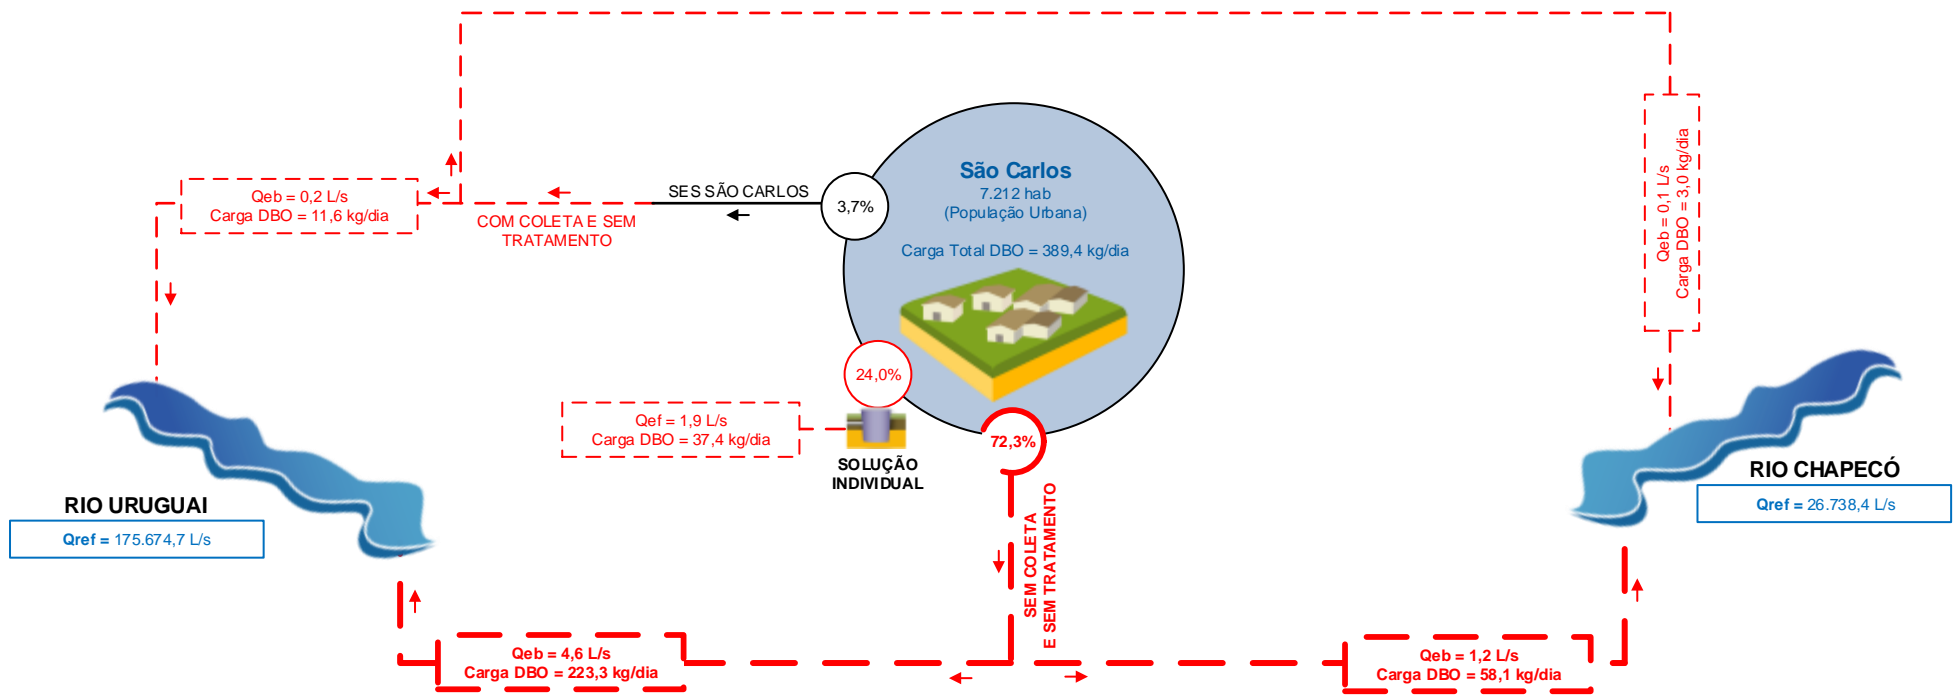 São Carlos
7.212 hab
(População Urbana)
Carga Total DBO = 389,4 kg/dia
3,7%
SES SÃO CARLOS
COM COLETA E SEM
TRATAMENTO
Qeb = 0,2 L/s
Carga DBO = 11,6 kg/dia
Qeb = 0,1 L/s
Carga DBO = 3,0 kg/dia
24,0%
Qef = 1,9 L/s
Carga DBO = 37,4 kg/dia
SOLUÇÃO
INDIVIDUAL
72,3%
SEM COLETA
E SEM TRATAMENTO
RIO URUGUAI
Qref = 175.674,7 L/s
RIO CHAPECÓ
Qref = 26.738,4 L/s
Qeb = 4,6 L/s
Carga DBO = 223,3 kg/dia
Qeb = 1,2 L/s
Carga DBO = 58,1 kg/dia